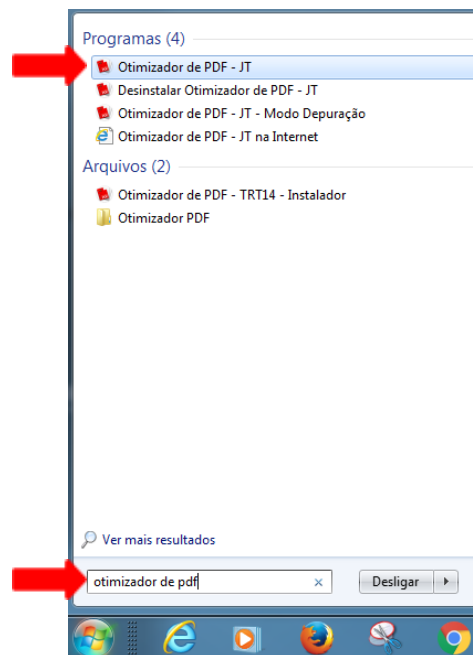 Programas (4)
Otimizador de PDF - JT
Desinstalar Otimizador de PDF - JT
Otimizador de PDF - JT - Modo Depuração
Otimizador de PDF - JT na Internet
Arquivos (2)
Otimizador de PDF - TRT14 - Instalador
Otimizador PDF
Ver mais resultados
otimizador de pdf
Desligar